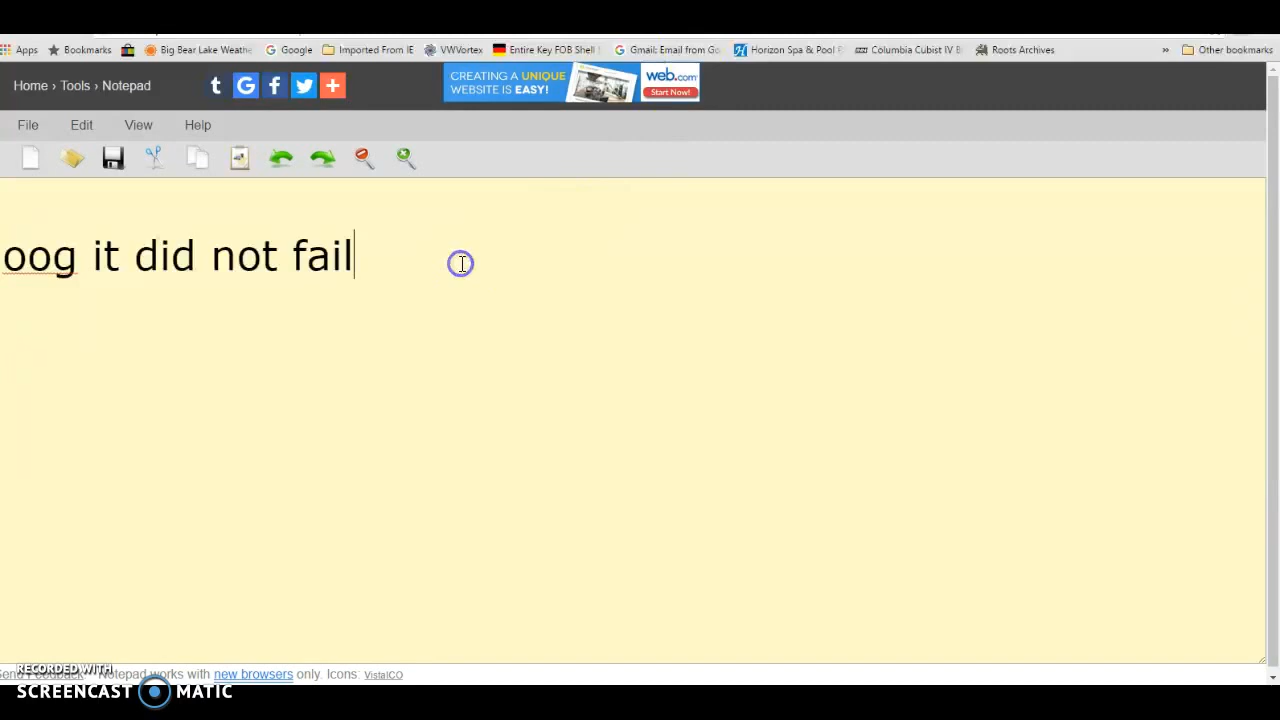 Apps Bookmarks Big Bear Lake Weathe Google Imported From IE VWVortex Entire Key FOB Shell Gmail: Email from Go Horizon Spa & Pool Columbia Cubist IV B Roots Archives » Other bookmarks
Home › Tools › Notepad t G f + CREATING A UNIQUE WEBSITE IS EASY! web.com Start Now!
File Edit View Help
oog it did not fail
Send Feedback Notepad works with new browsers only. Icons: VistaICO
RECORDED WITH
SCREENCAST MATIC